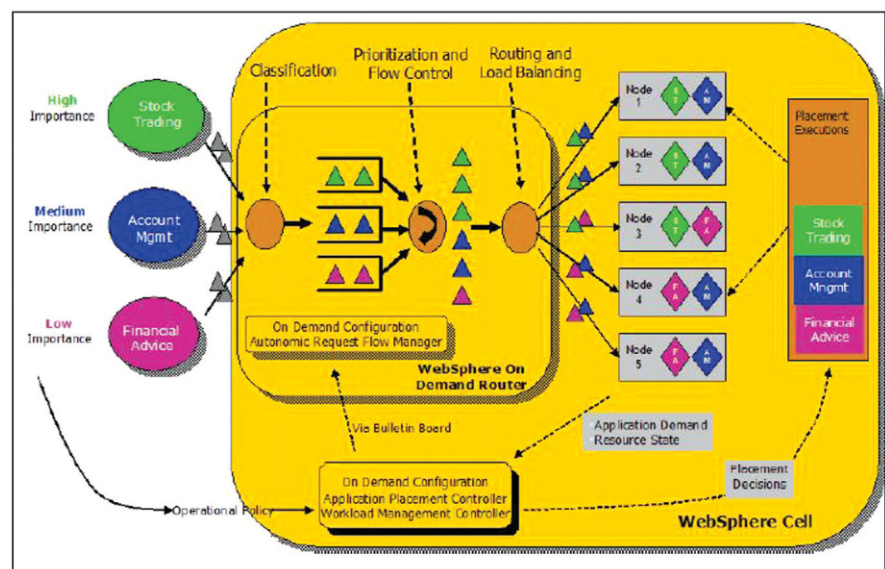 Classification
Prioritization and
Flow Control
Routing and
Load Balancing
High
Importance
Stock
Trading
Medium
Importance
Account
Mgmt
Low
Importance
Financial
Advice
On Demand Configuration
Autonomic Request Flow Manager
WebSphere On
Demand Router
Node
1
S
T
A
M
Node
2
S
T
A
M
Node
3
S
T
F
A
Node
4
F
A
A
M
Node
5
F
A
A
M
Placement
Executions
Stock
Trading
Account
Mngmt
Financial
Advice
Via Bulletin Board
Application Demand
Resource State
Operational Policy
On Demand Configuration
Application Placement Controller
Workload Management Controller
Placement
Decisions
WebSphere Cell